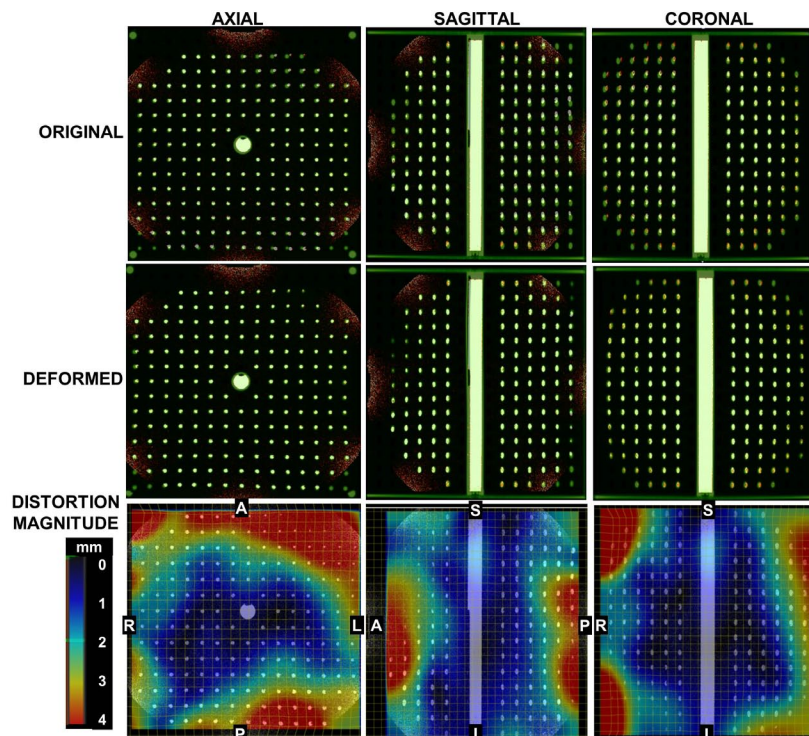 AXIAL
SAGITTAL
CORONAL
ORIGINAL
DEFORMED
DISTORTION
MAGNITUDE
mm
0
1
2
3
4
A
R
L
P
S
A
P
I
S
R
I